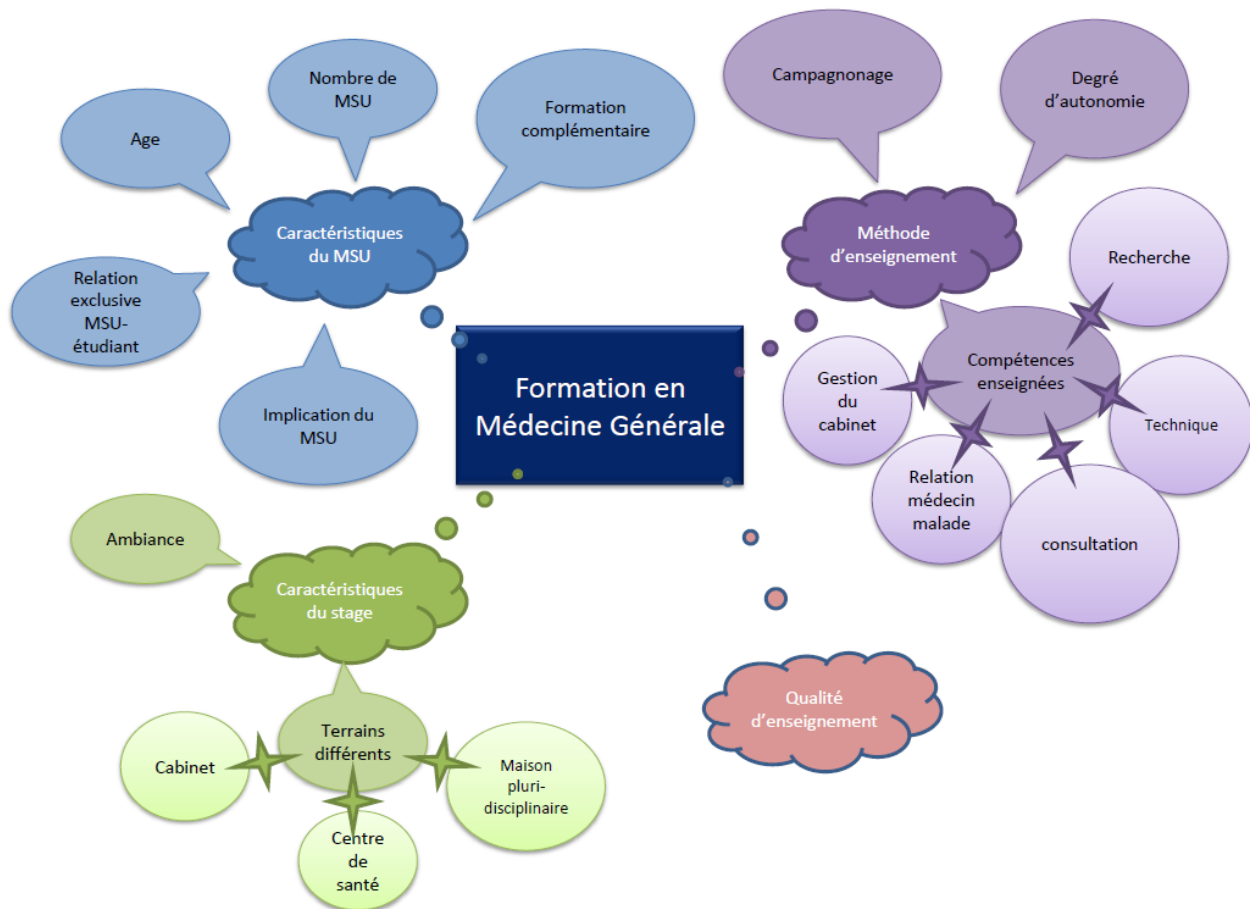 Nombre de
MSU
Formation
complémentaire
Age
Caractéristiques
du MSU
Relation
exclusive
MSU-
étudiant
Implication du
MSU
Campagnonage
Degré
d’autonomie
Méthode
d’enseignement
Recherche
Compétences
enseignées
Gestion
du
cabinet
Technique
Relation
médecin
malade
consultation
Formation en
Médecine Générale
Ambiance
Caractéristiques
du stage
Terrains
différents
Cabinet
Maison
pluri-
disciplinaire
Centre
de
santé
Qualité
d’enseignement